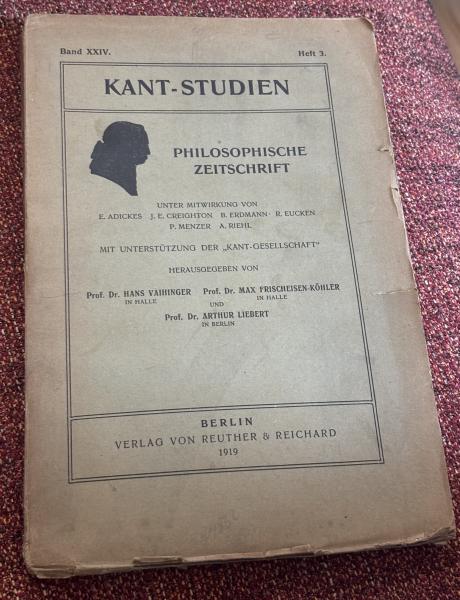 Band XXIV. Heft 3.
KANT-STUDIEN
PHILOSOPHISCHE
ZEITSCHRIFT
UNTER MITWIRKUNG VON
E. ADICKES J. E. CREIGHTON B. ERDMANN R. EUCKEN
P. MENZER A. RIEHL
MIT UNTERSTÜTZUNG DER „KANT-GESELLSCHAFT“
HERAUSGEGEBEN VON
Prof. Dr. HANS VAIHINGER Prof. Dr. MAX FRISCHEISEN-KÖHLER
IN HALLE IN HALLE
UND
Prof. Dr. ARTHUR LIEBERT
IN BERLIN
BERLIN
VERLAG VON REUTHER & REICHARD
1919